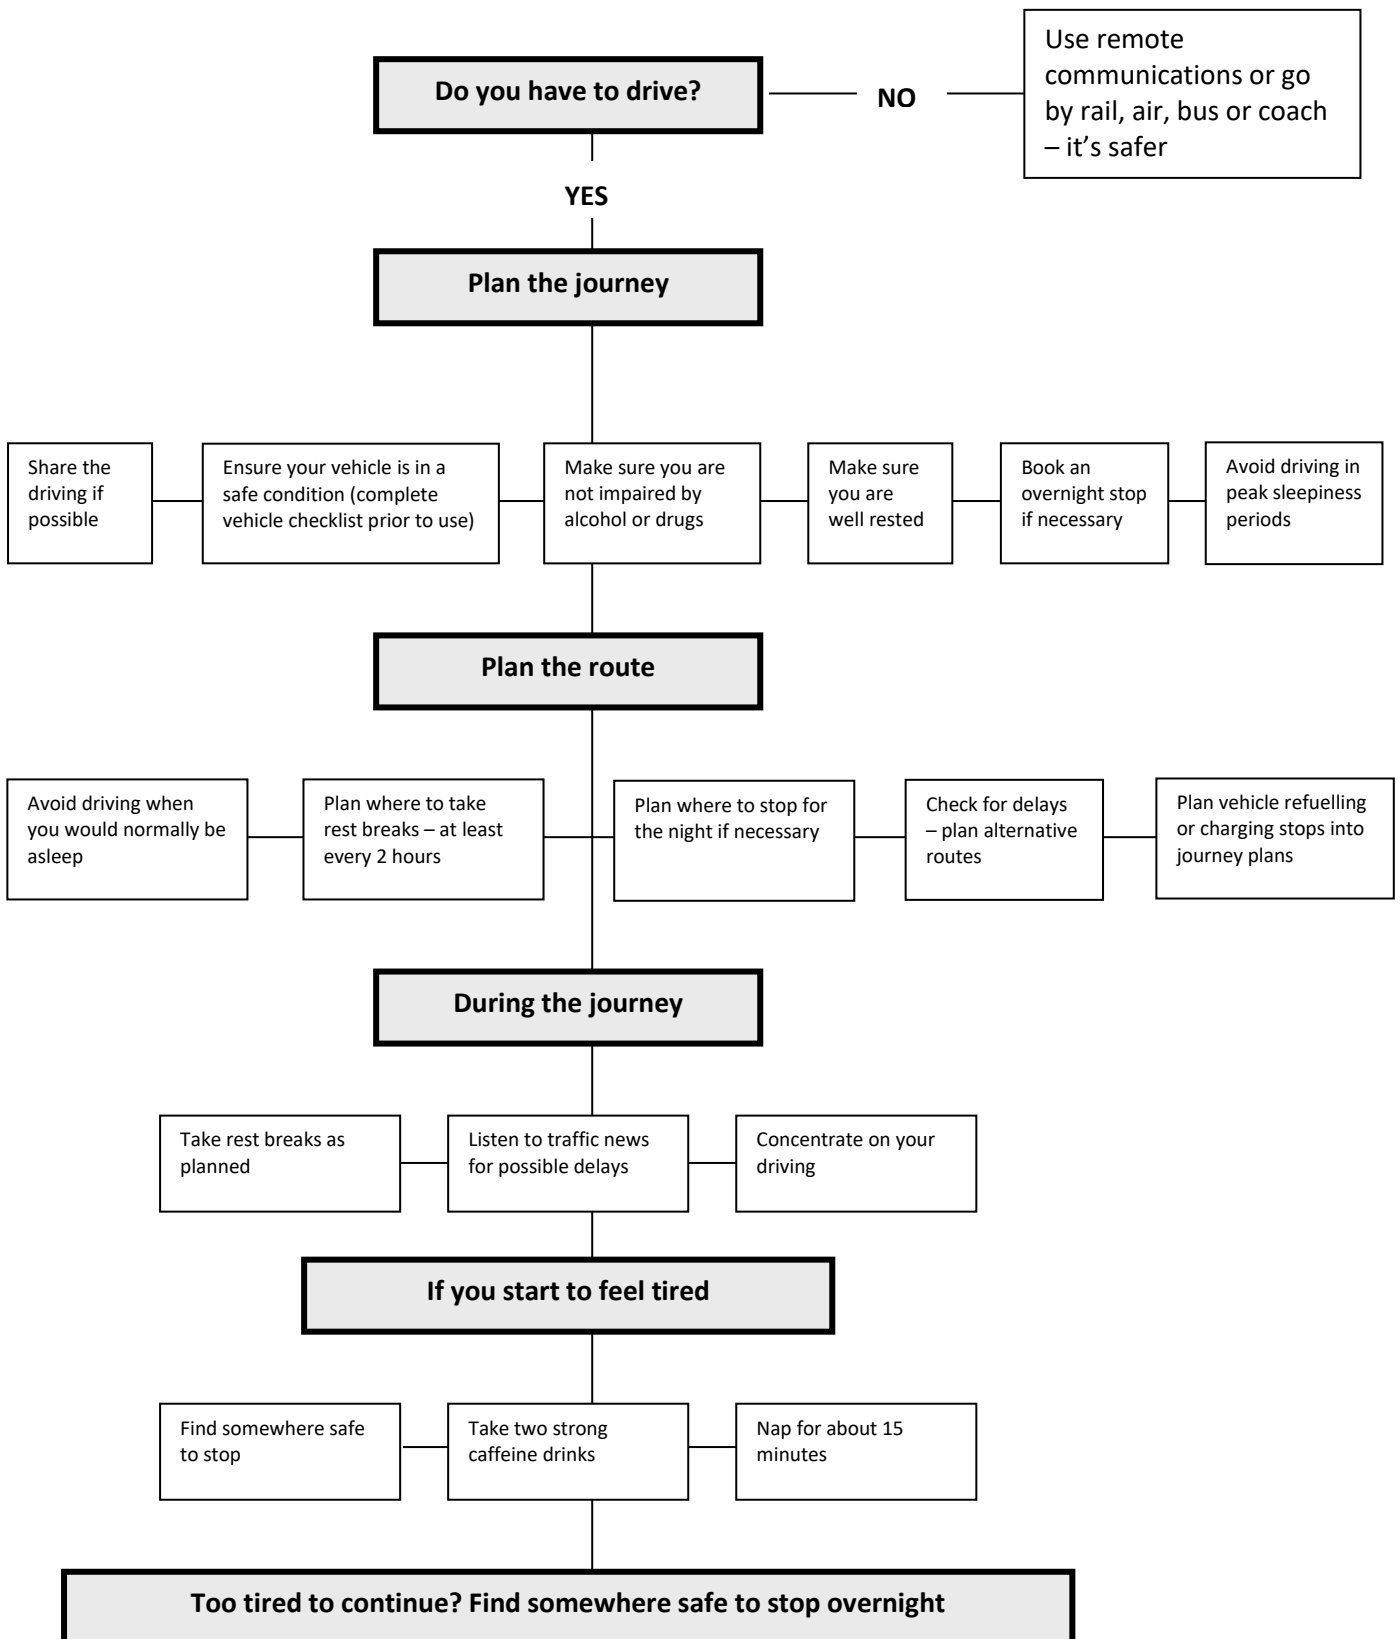 Do you have to drive?
NO
Use remote
communications or go
by rail, air, bus or coach
– it’s safer
YES
Plan the journey
Share the
driving if
possible
Ensure your vehicle is in a
safe condition (complete
vehicle checklist prior to use)
Make sure you are
not impaired by
alcohol or drugs
Make sure
you are
well rested
Book an
overnight stop
if necessary
Avoid driving in
peak sleepiness
periods
Plan the route
Avoid driving when
you would normally be
asleep
Plan where to take
rest breaks – at least
every 2 hours
Plan where to stop for
the night if necessary
Check for delays
– plan alternative
routes
Plan vehicle refuelling
or charging stops into
journey plans
During the journey
Take rest breaks as
planned
Listen to traffic news
for possible delays
Concentrate on your
driving
If you start to feel tired
Find somewhere safe
to stop
Take two strong
caffeine drinks
Nap for about 15
minutes
Too tired to continue? Find somewhere safe to stop overnight